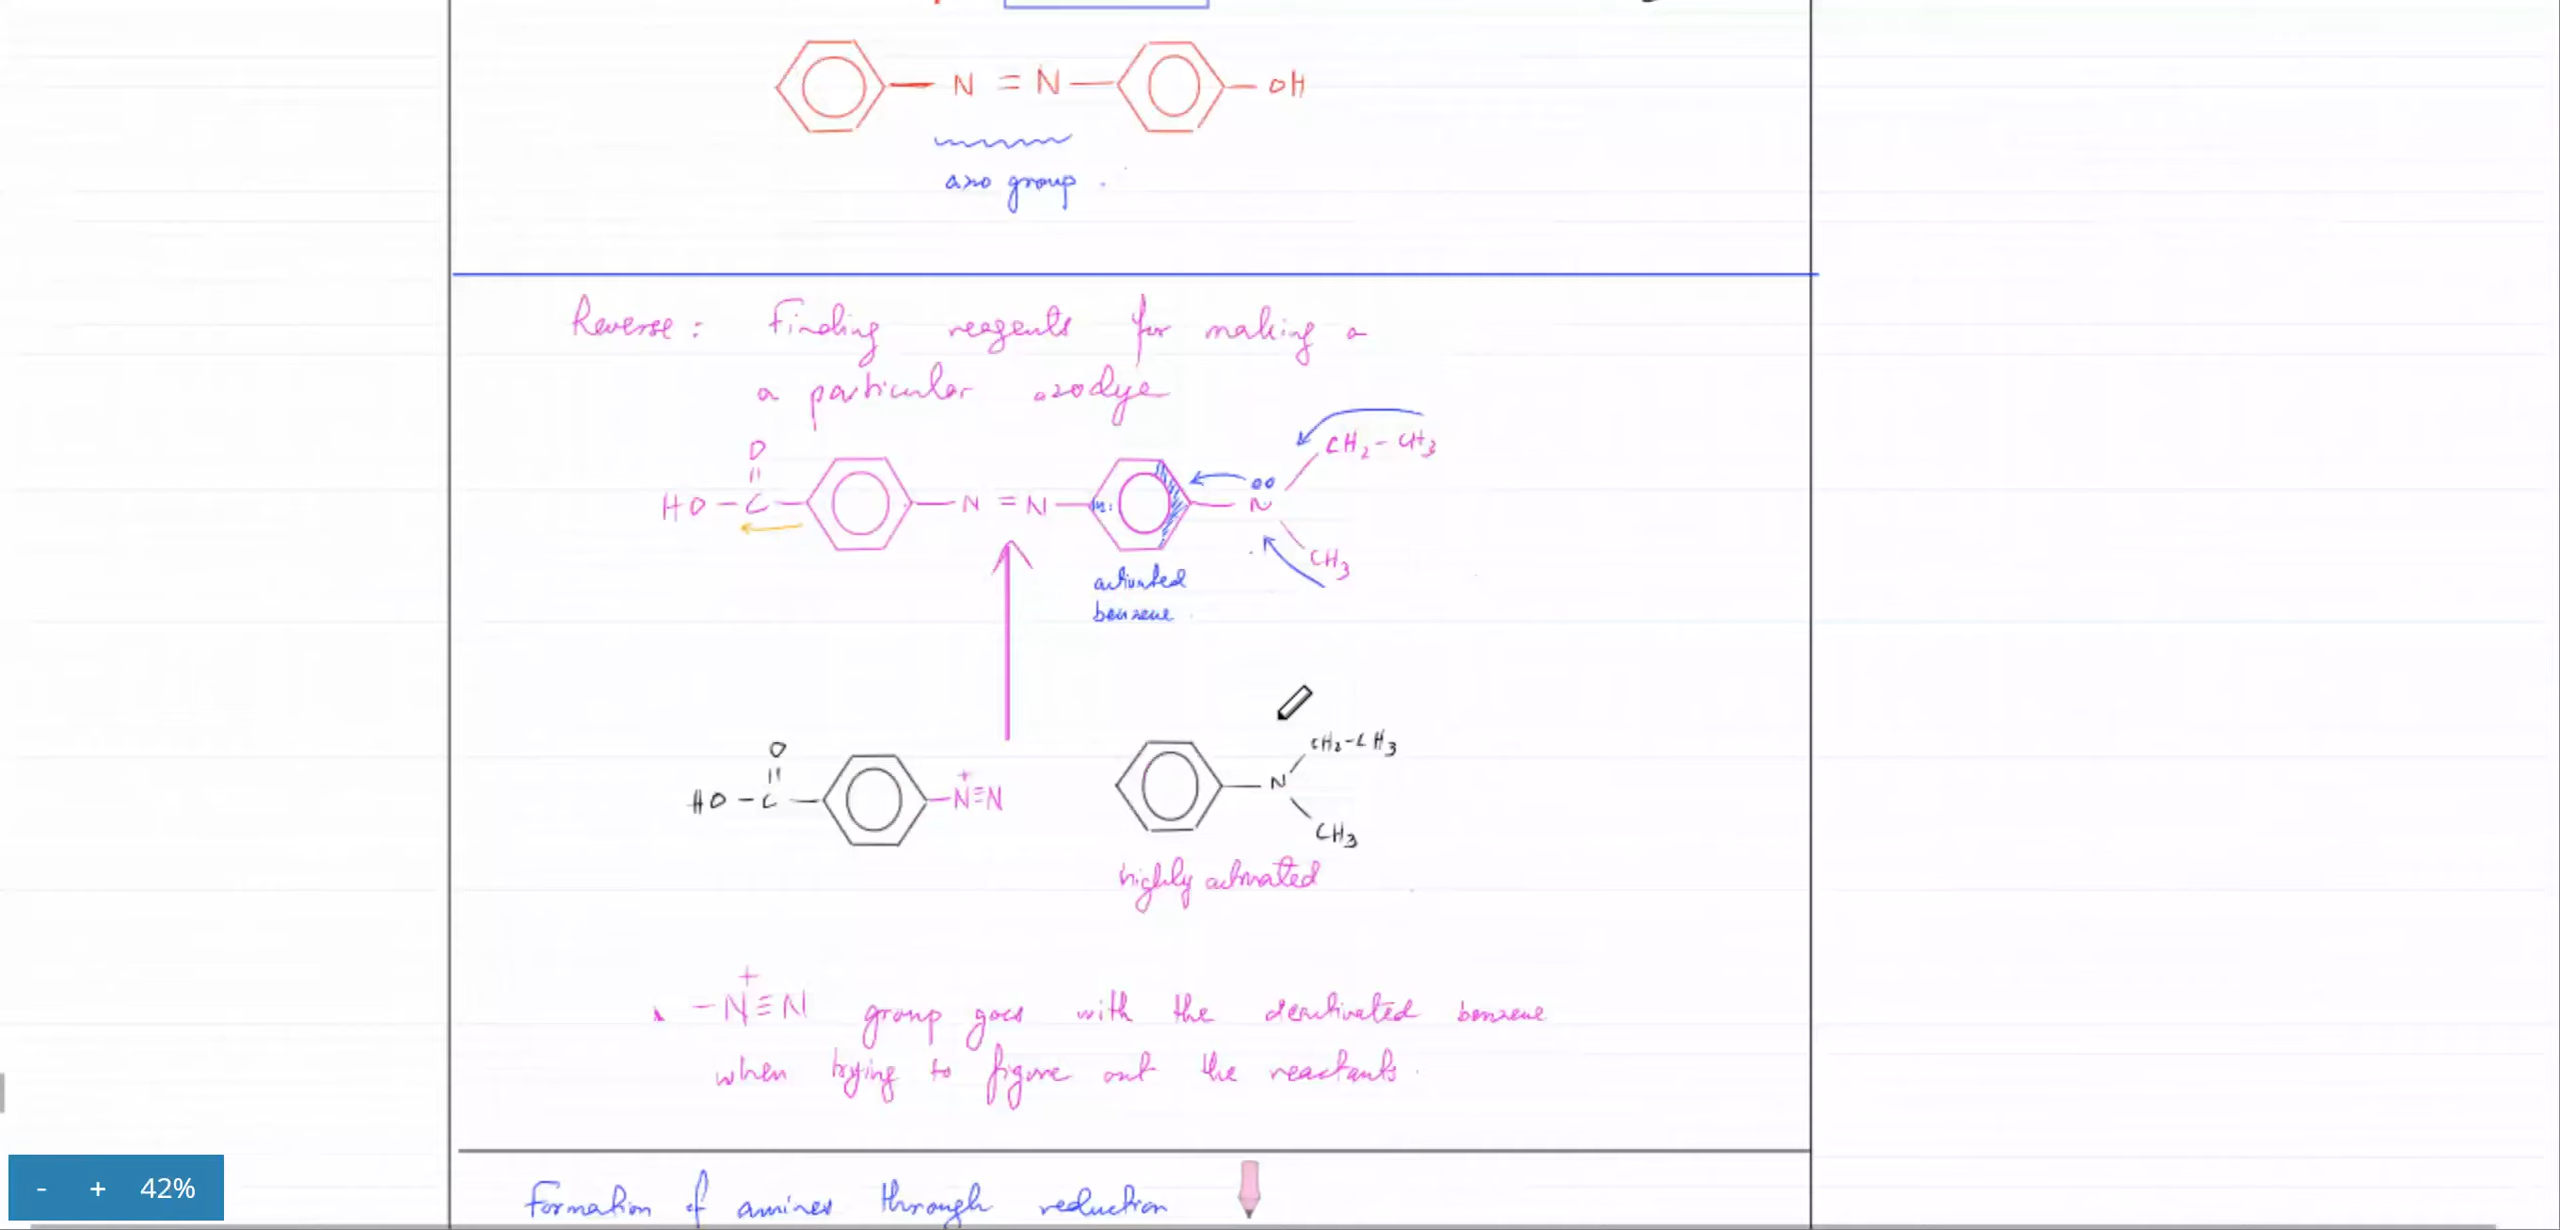 N = N OH
azo group .
Reverse : Finding reagents for making a
a particular azodye
O
CH2 - CH3
HO - C N = N N
CH3
activated
benzene
O
CH2-CH3
HO - C N≡N N
+
CH3
highly activated
+
-N≡N group goes with the deactivated benzene
when trying to figure out the reactants .
Formation of amines through reduction
- + 42%